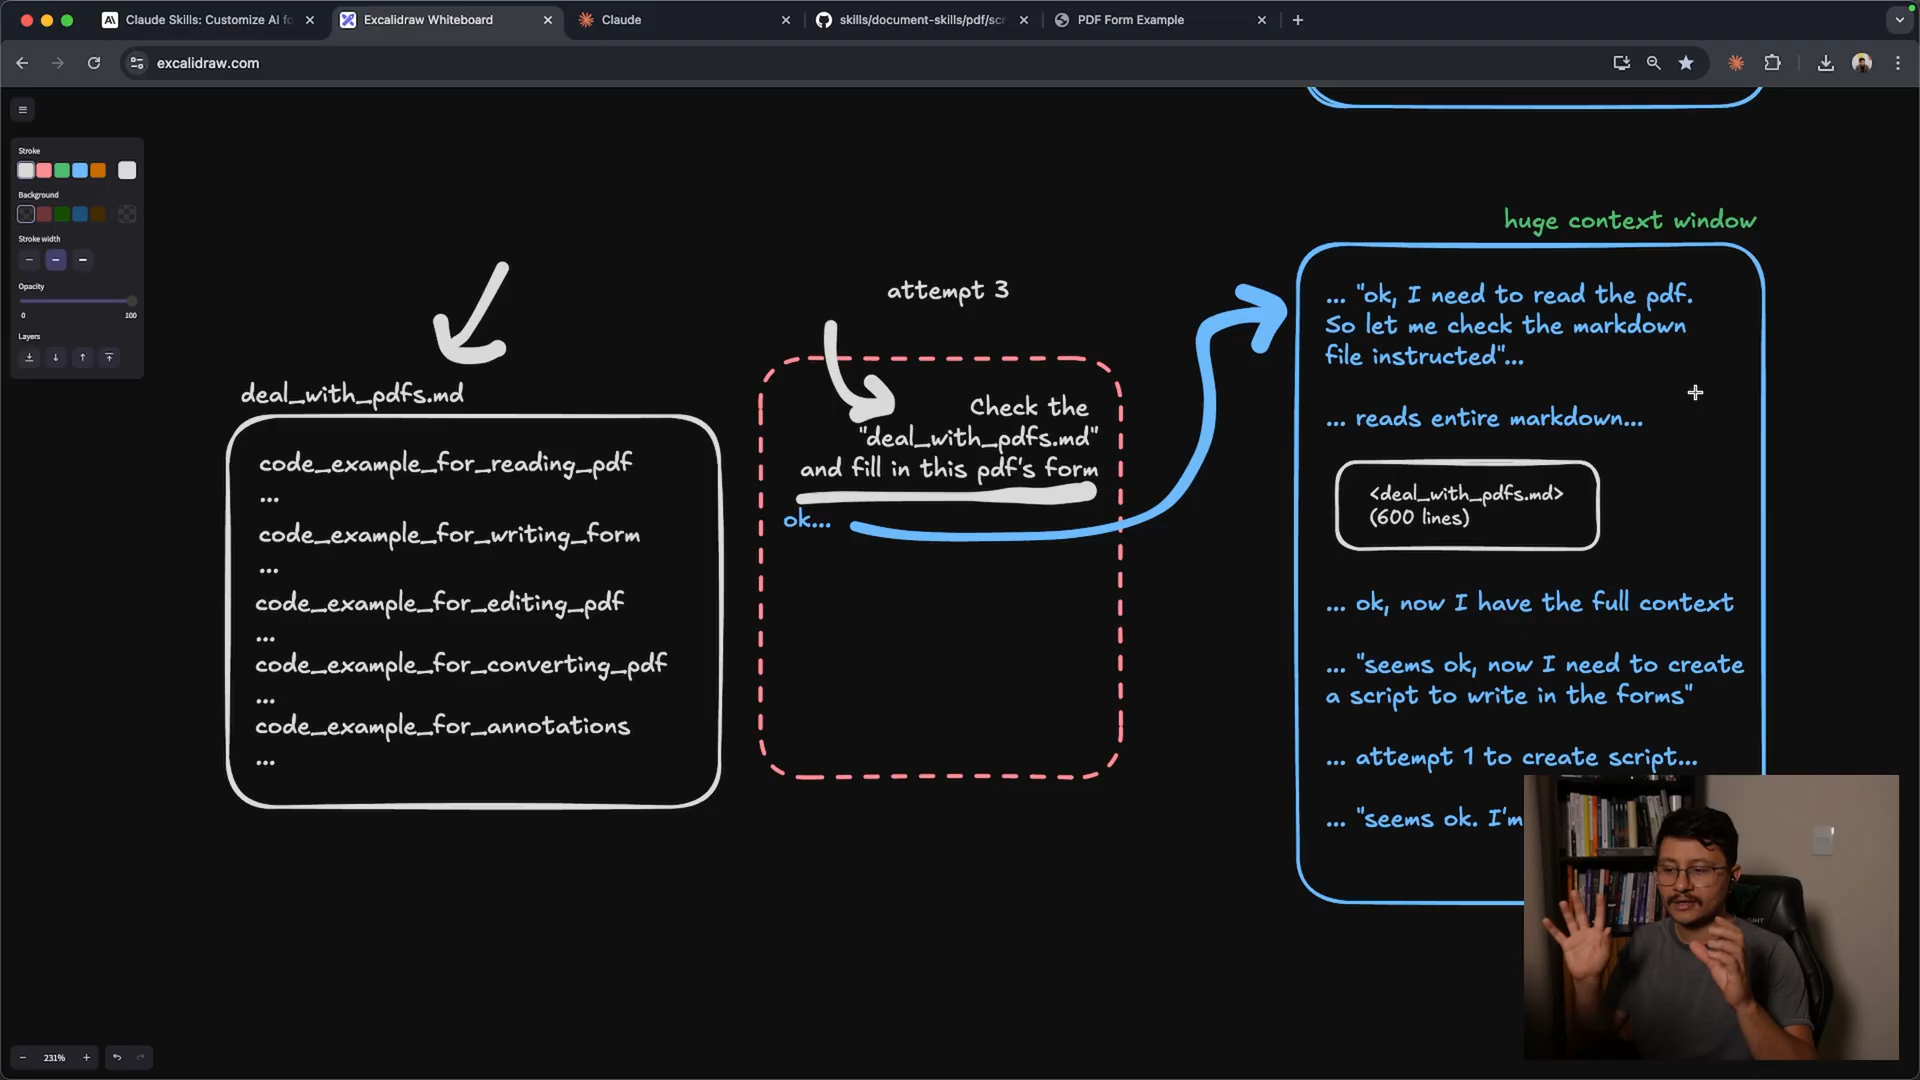 Claude Skills: Customize AI fo
Excalidraw Whiteboard
Claude
skills/document-skills/pdf/scr
PDF Form Example
excalidraw.com
Stroke
Background
Stroke width
Opacity
0 100
Layers
deal_with_pdfs.md
code_example_for_reading_pdf
...
code_example_for_writing_form
...
code_example_for_editing_pdf
...
code_example_for_converting_pdf
...
code_example_for_annotations
...
attempt 3
Check the
"deal_with_pdfs.md"
and fill in this pdf's form
ok...
huge context window
... "ok, I need to read the pdf.
So let me check the markdown
file instructed"...
... reads entire markdown...
<deal_with_pdfs.md>
(600 lines)
... ok, now I have the full context
... "seems ok, now I need to create
a script to write in the forms"
... attempt 1 to create script...
... "seems ok. I'm
231%